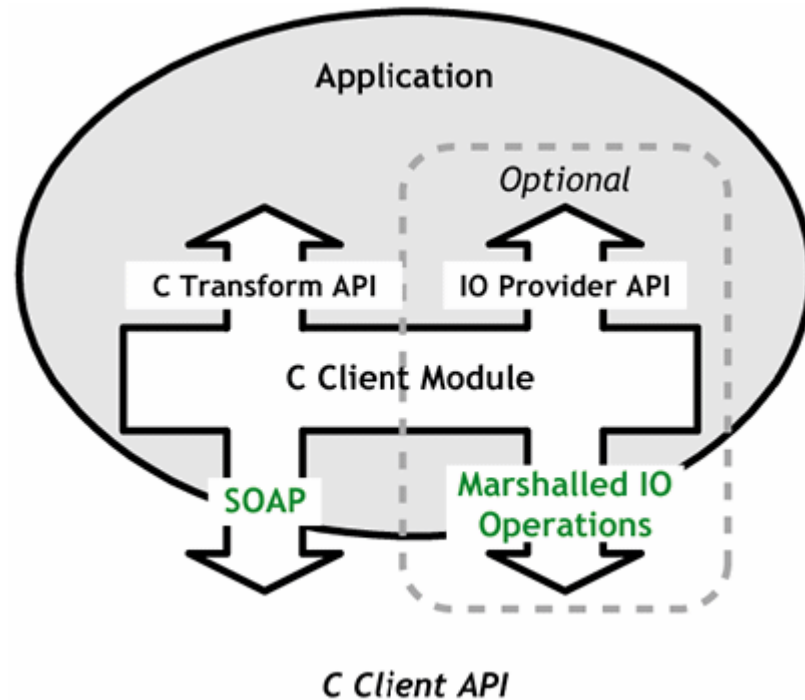 Application
Optional
C Transform API
IO Provider API
C Client Module
SOAP
Marshalled IO
Operations
C Client API